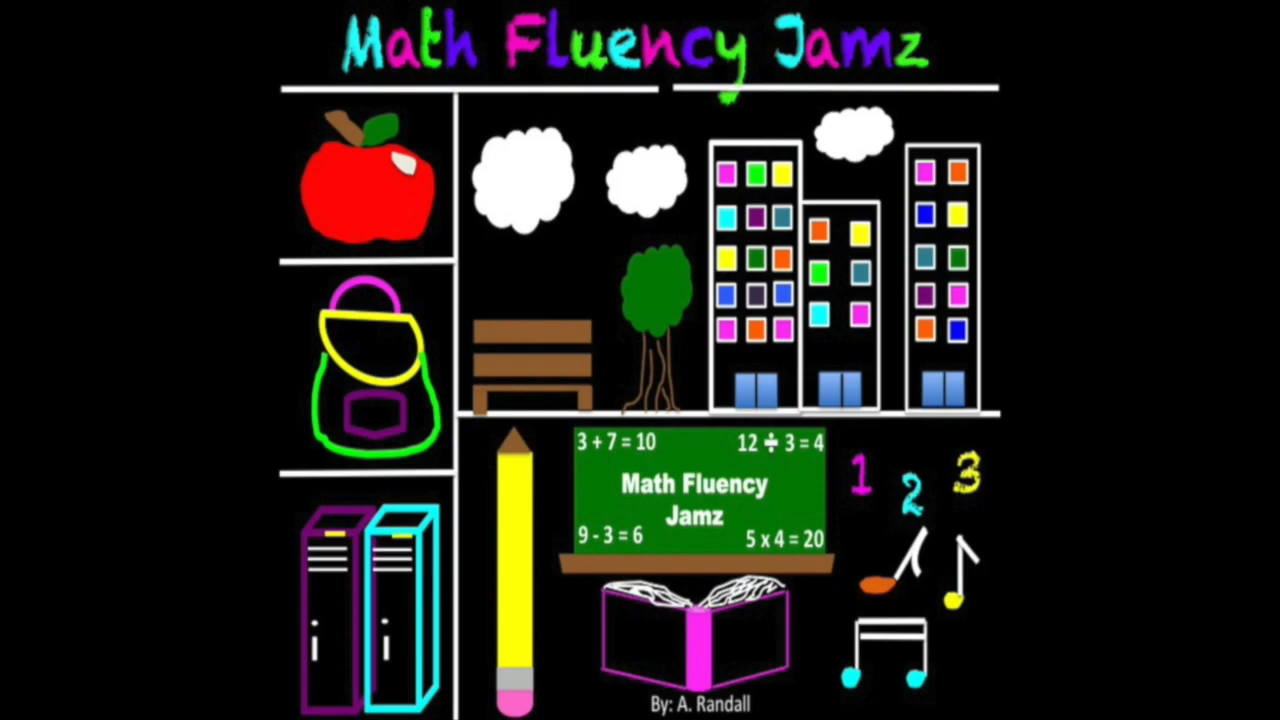 Math Fluency Jamz
3 + 7 = 10
12 ÷ 3 = 4
Math Fluency
Jamz
9 - 3 = 6
5 x 4 = 20
1
2
3
By: A. Randall